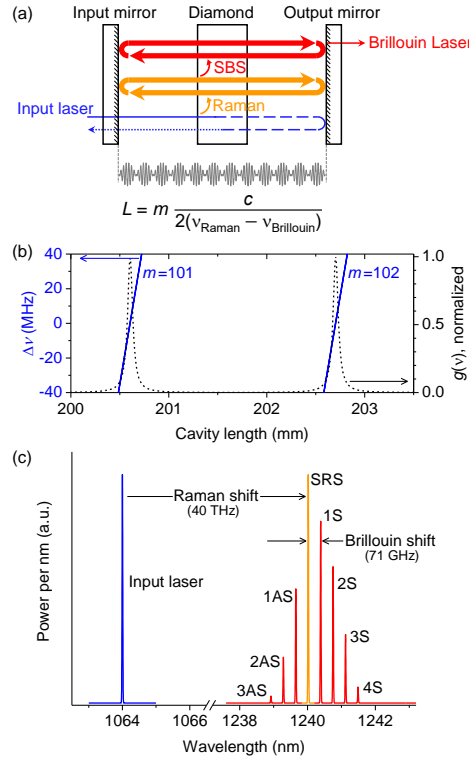 (a)
Input mirror Diamond Output mirror
Brillouin Laser
SBS
Raman
Input laser
L = m c / 2(νRaman − νBrillouin)
(b)
40
20
0
-20
-40
Δν (MHz)
m=101
m=102
1.0
0.5
0.0
g(ν), normalized
200 201 202 203
Cavity length (mm)
(c)
Power per nm (a.u.)
SRS
Raman shift
(40 THz)
1S
Brillouin shift
(71 GHz)
Input laser
1AS
2S
2AS
3S
3AS
4S
1064 1066 1238 1240 1242
Wavelength (nm)